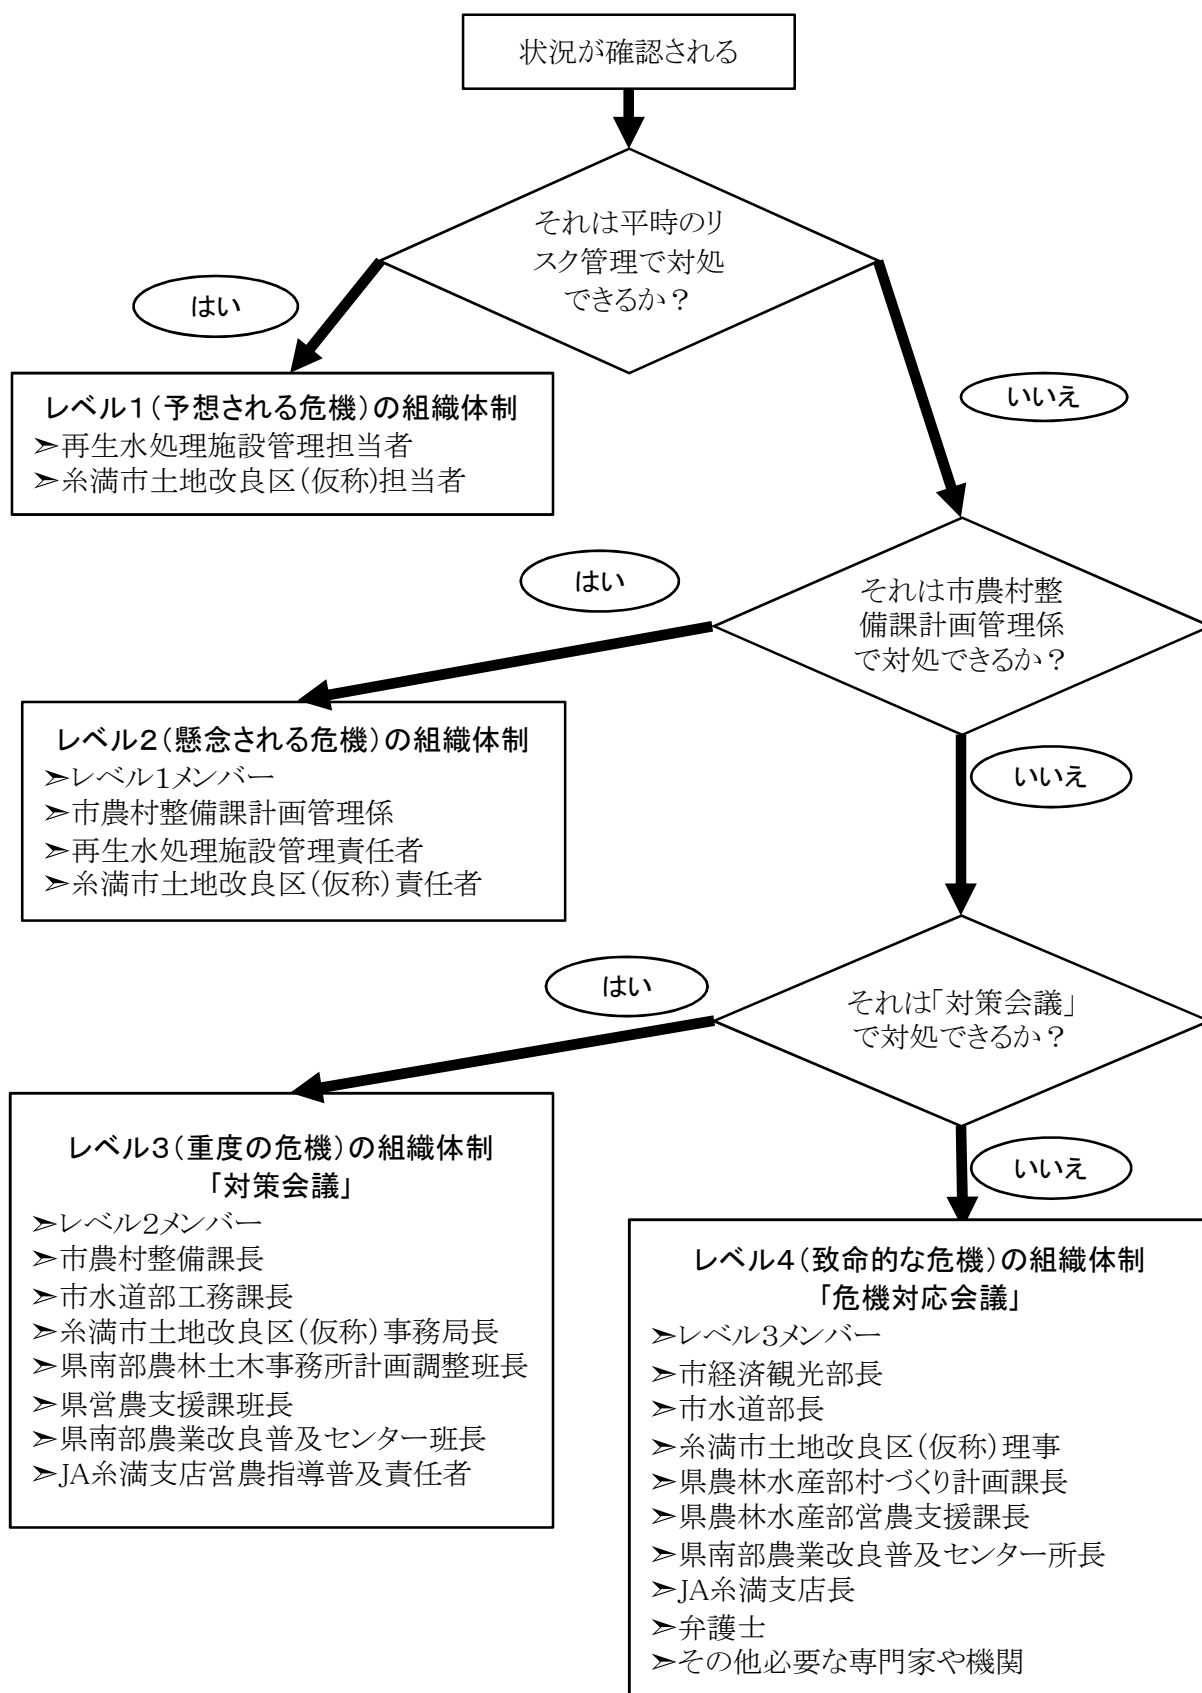 状況が確認される
それは平時のリ
スク管理で対処
できるか？
はい
いいえ
レベル１（予想される危機）の組織体制
➢再生水処理施設管理担当者
➢糸満市土地改良区（仮称）担当者
それは市農村整
備課計画管理係
で対処できるか？
はい
いいえ
レベル２（懸念される危機）の組織体制
➢レベル1メンバー
➢市農村整備課計画管理係
➢再生水処理施設管理責任者
➢糸満市土地改良区（仮称）責任者
それは「対策会議」
で対処できるか？
はい
いいえ
レベル３（重度の危機）の組織体制
「対策会議」
➢レベル2メンバー
➢市農村整備課長
➢市水道部工務課長
➢糸満市土地改良区（仮称）事務局長
➢県南部農林土木事務所計画調整班長
➢県営農支援課班長
➢県南部農業改良普及センター班長
➢JA糸満支店営農指導普及責任者
レベル４（致命的な危機）の組織体制
「危機対応会議」
➢レベル3メンバー
➢市経済観光部長
➢市水道部長
➢糸満市土地改良区（仮称）理事
➢県農林水産部村づくり計画課長
➢県農林水産部営農支援課長
➢県南部農業改良普及センター所長
➢JA糸満支店長
➢弁護士
➢その他必要な専門家や機関